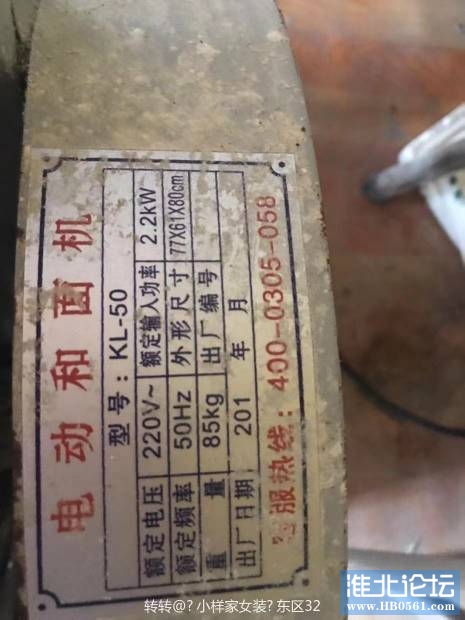 电动和面机
型号：KL-50
额定电压 220V~ 额定输入功率 2.2kW
额定频率 50Hz 外形尺寸 77X61X80cm
重量 85kg 出厂编号
出厂日期 201 年 月
客服热线：400-0305-058
转转@? 小样家女装? 东区32
淮北论坛
www.HB0561.com